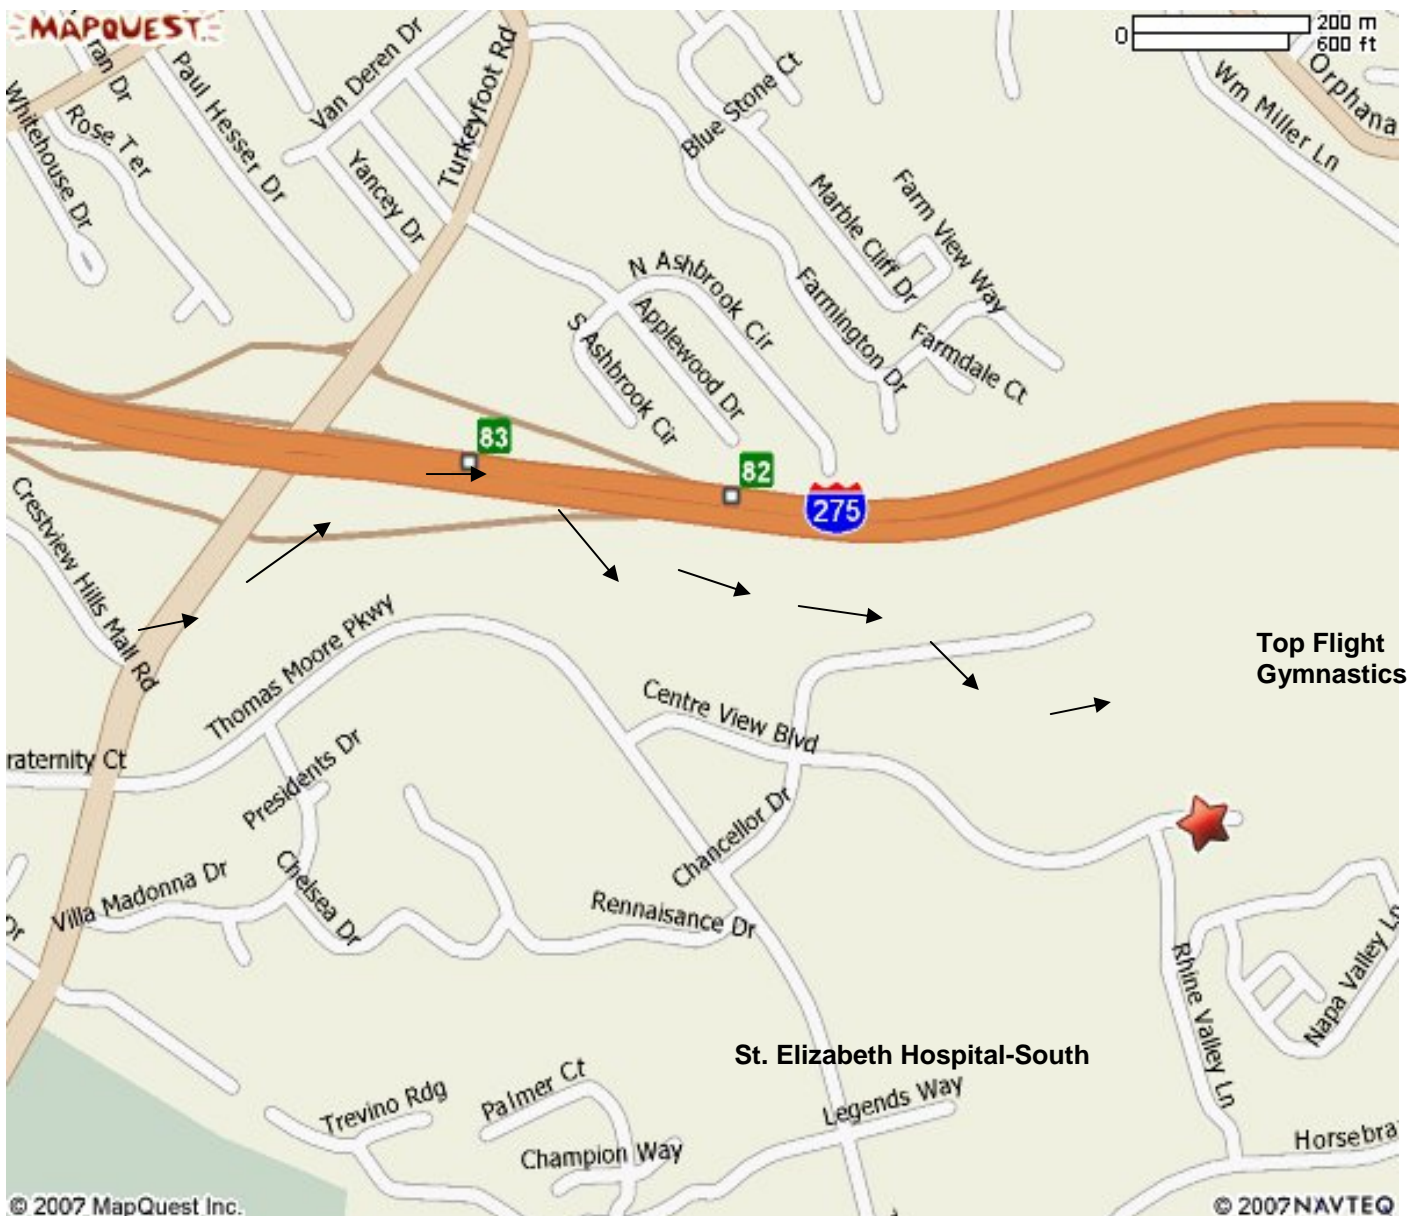 MAPQUEST
0
200 m
600 ft
ran Dr
Paul Hesser Dr
Van Deren Dr
Turkeyfoot Rd
Blue Stone Ct
Wm Miller Ln
Orphana
Whitehouse Dr
Rose Ter
Yancey Dr
Marble Cliff Dr
Farm View Way
N Ashbrook Cir
S Ashbrook Cir
Applewood Dr
Farmington Dr
Farmdale Ct
83
82
275
Crestview Hills Mall Rd
Thomas Moore Pkwy
Top Flight
Gymnastics
Centre View Blvd
raternity Ct
Presidents Dr
Chancellor Dr
Villa Madonna Dr
Chelsea Dr
Rennaisance Dr
Dr
Rhine Valley Ln
Napa Valley Ln
St. Elizabeth Hospital-South
Trevino Rdg
Palmer Ct
Legends Way
Champion Way
Horsebra
© 2007 MapQuest Inc.
© 2007 NAVTEQ